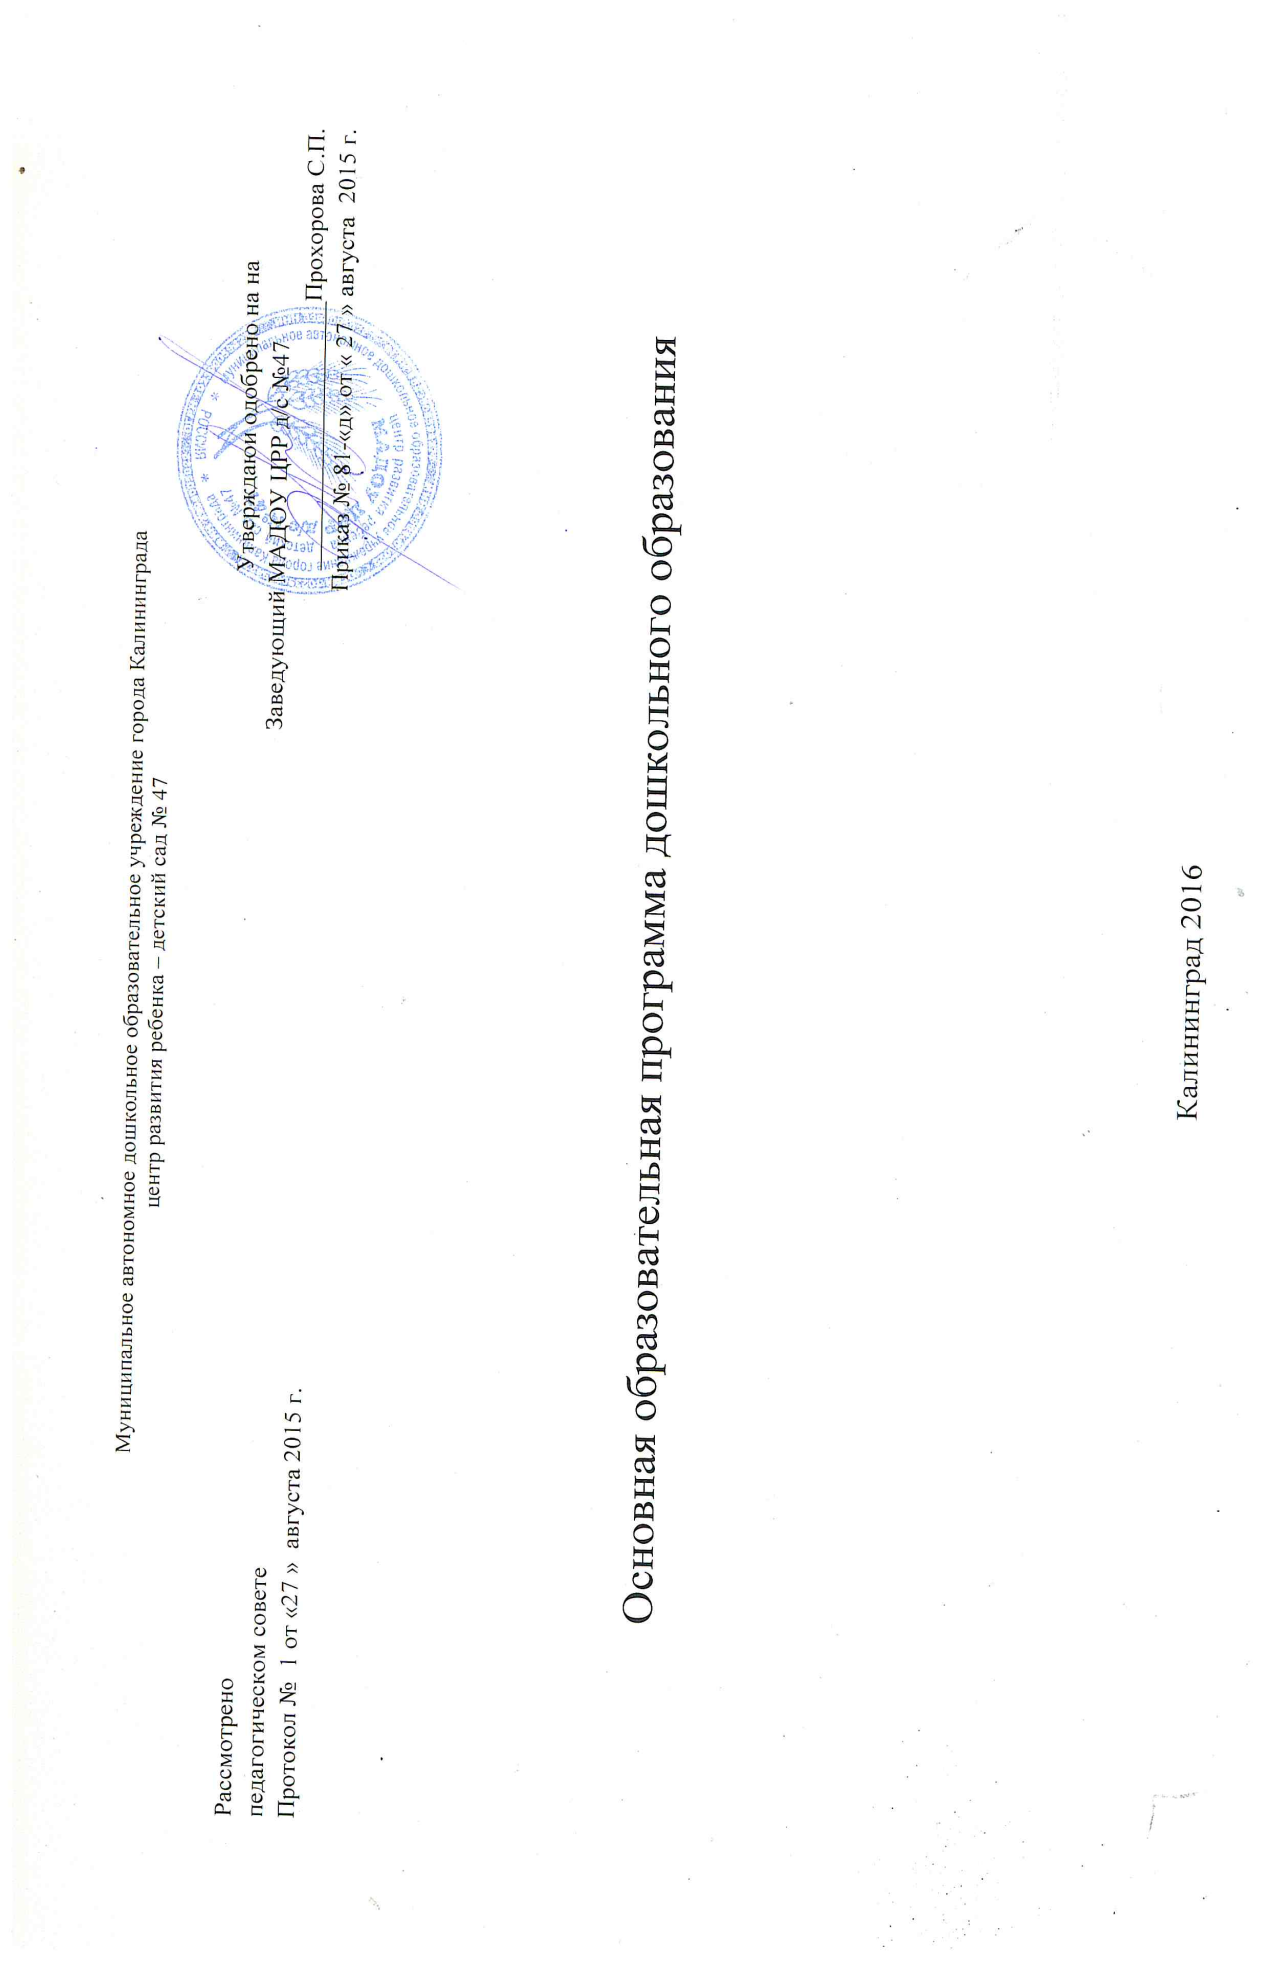 Муниципальное автономное дошкольное образовательное учреждение города Калининграда
центр развития ребенка – детский сад № 47
Рассмотрено
педагогическом совете
Протокол № 1 от «27 » августа 2015 г.
Утверждаюи одобрено на на
Заведующий МАДОУ ЦРР д/с №47
Прохорова С.П.
Приказ № 81-«д» от « 27 » августа 2015 г.
Основная образовательная программа дошкольного образования
Калининград 2016